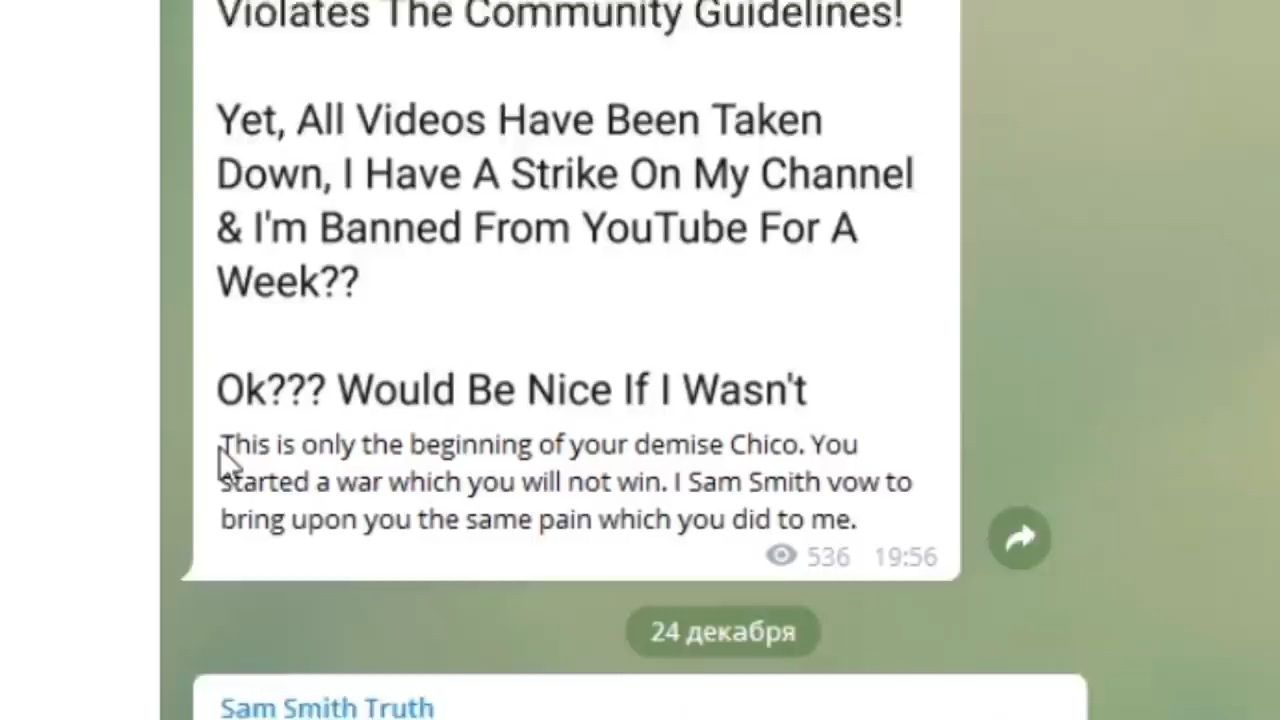 Violates The Community Guidelines!
Yet, All Videos Have Been Taken
Down, I Have A Strike On My Channel
& I'm Banned From YouTube For A
Week??
Ok??? Would Be Nice If I Wasn't
This is only the beginning of your demise Chico. You
started a war which you will not win. I Sam Smith vow to
bring upon you the same pain which you did to me.
536 19:56
24 декабря
Sam Smith Truth